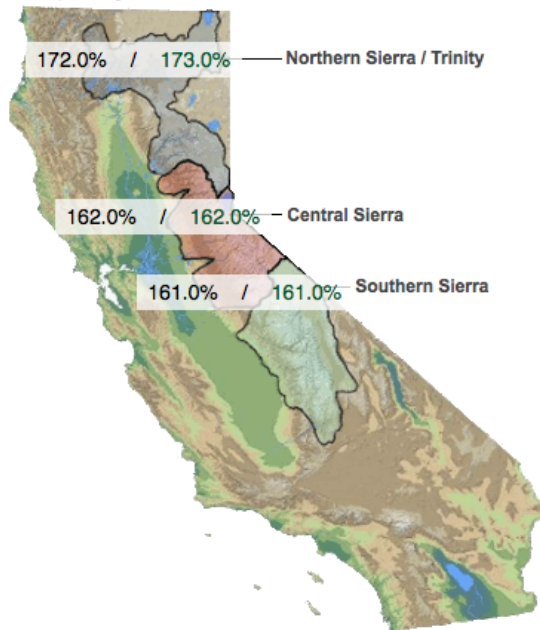 172.0% / 173.0% Northern Sierra / Trinity
162.0% / 162.0% Central Sierra
161.0% / 161.0% Southern Sierra